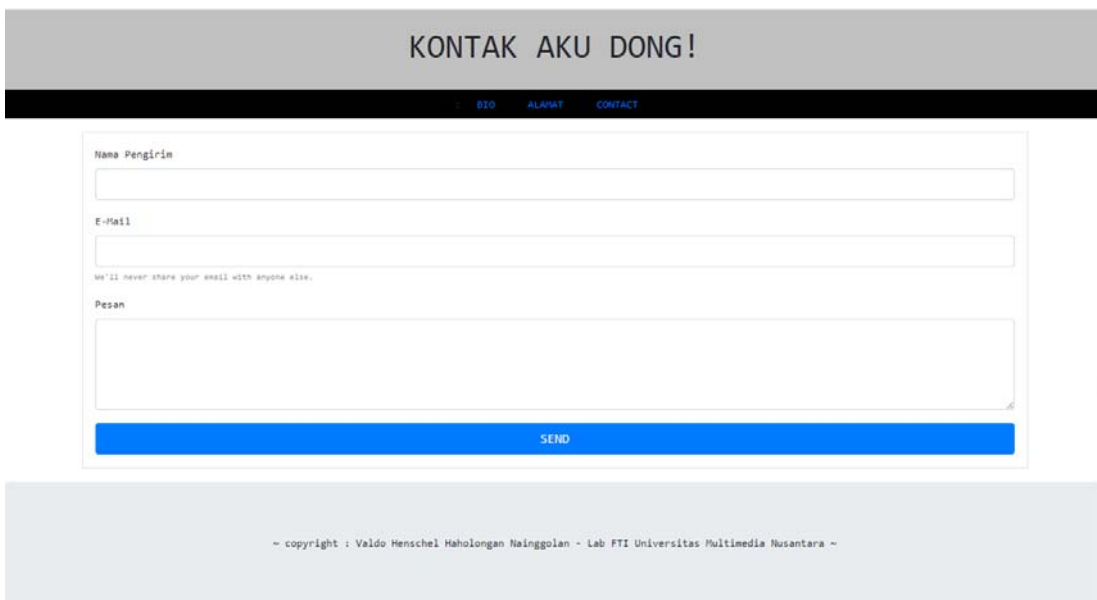 KONTAK AKU DONG!
: BIO ALAMAT CONTACT
Nama Pengirim
E-Mail
We'll never share your email with anyone else.
Pesan
SEND
~ copyright : Valdo Henschel Haholongan Nainggolan - Lab FTI Universitas Multimedia Nusantara ~